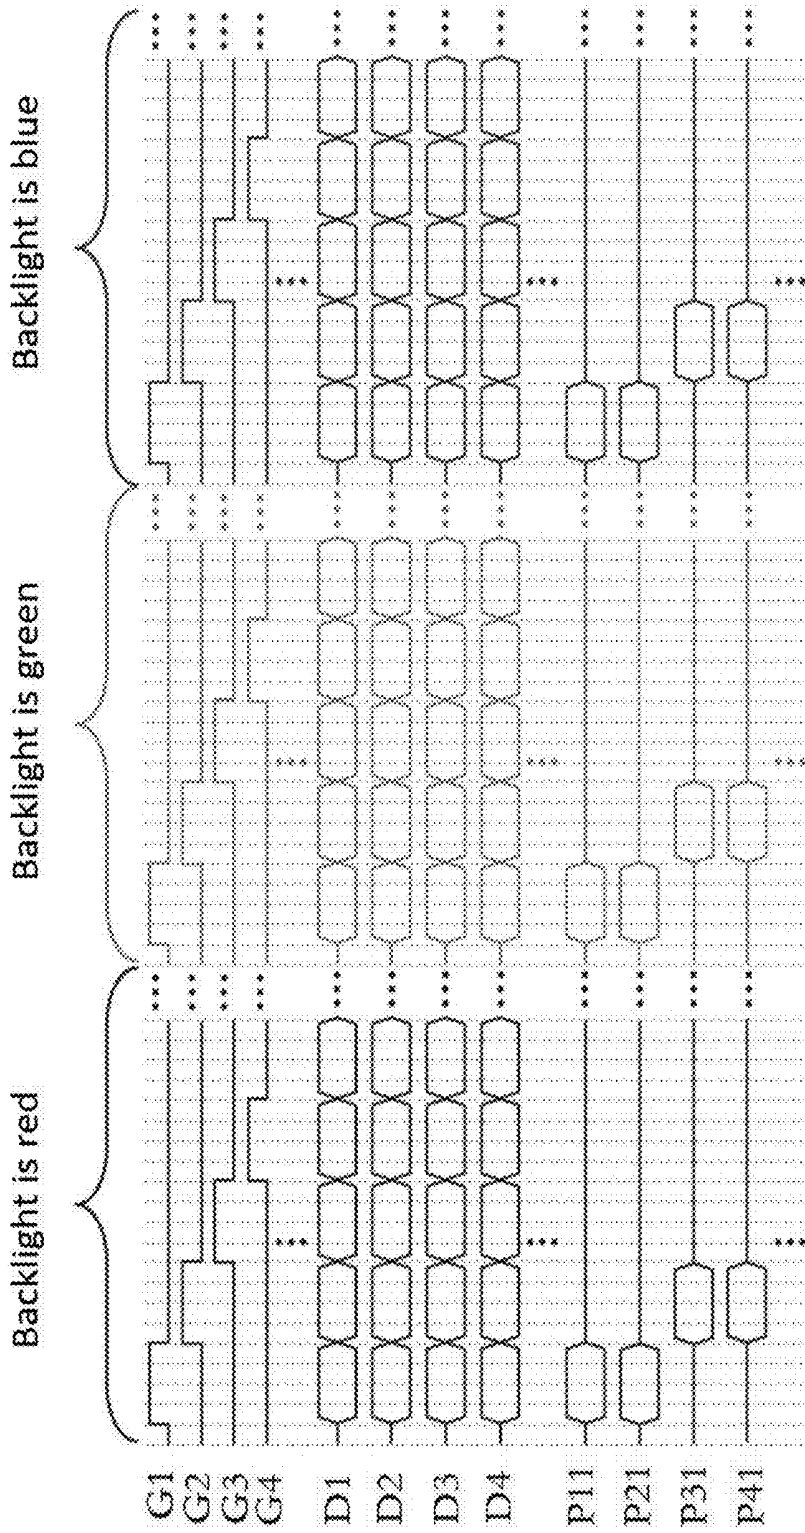 Backlight is red
Backlight is green
Backlight is blue
G1
G2
G3
G4
D1
D2
D3
D4
P11
P21
P31
P41